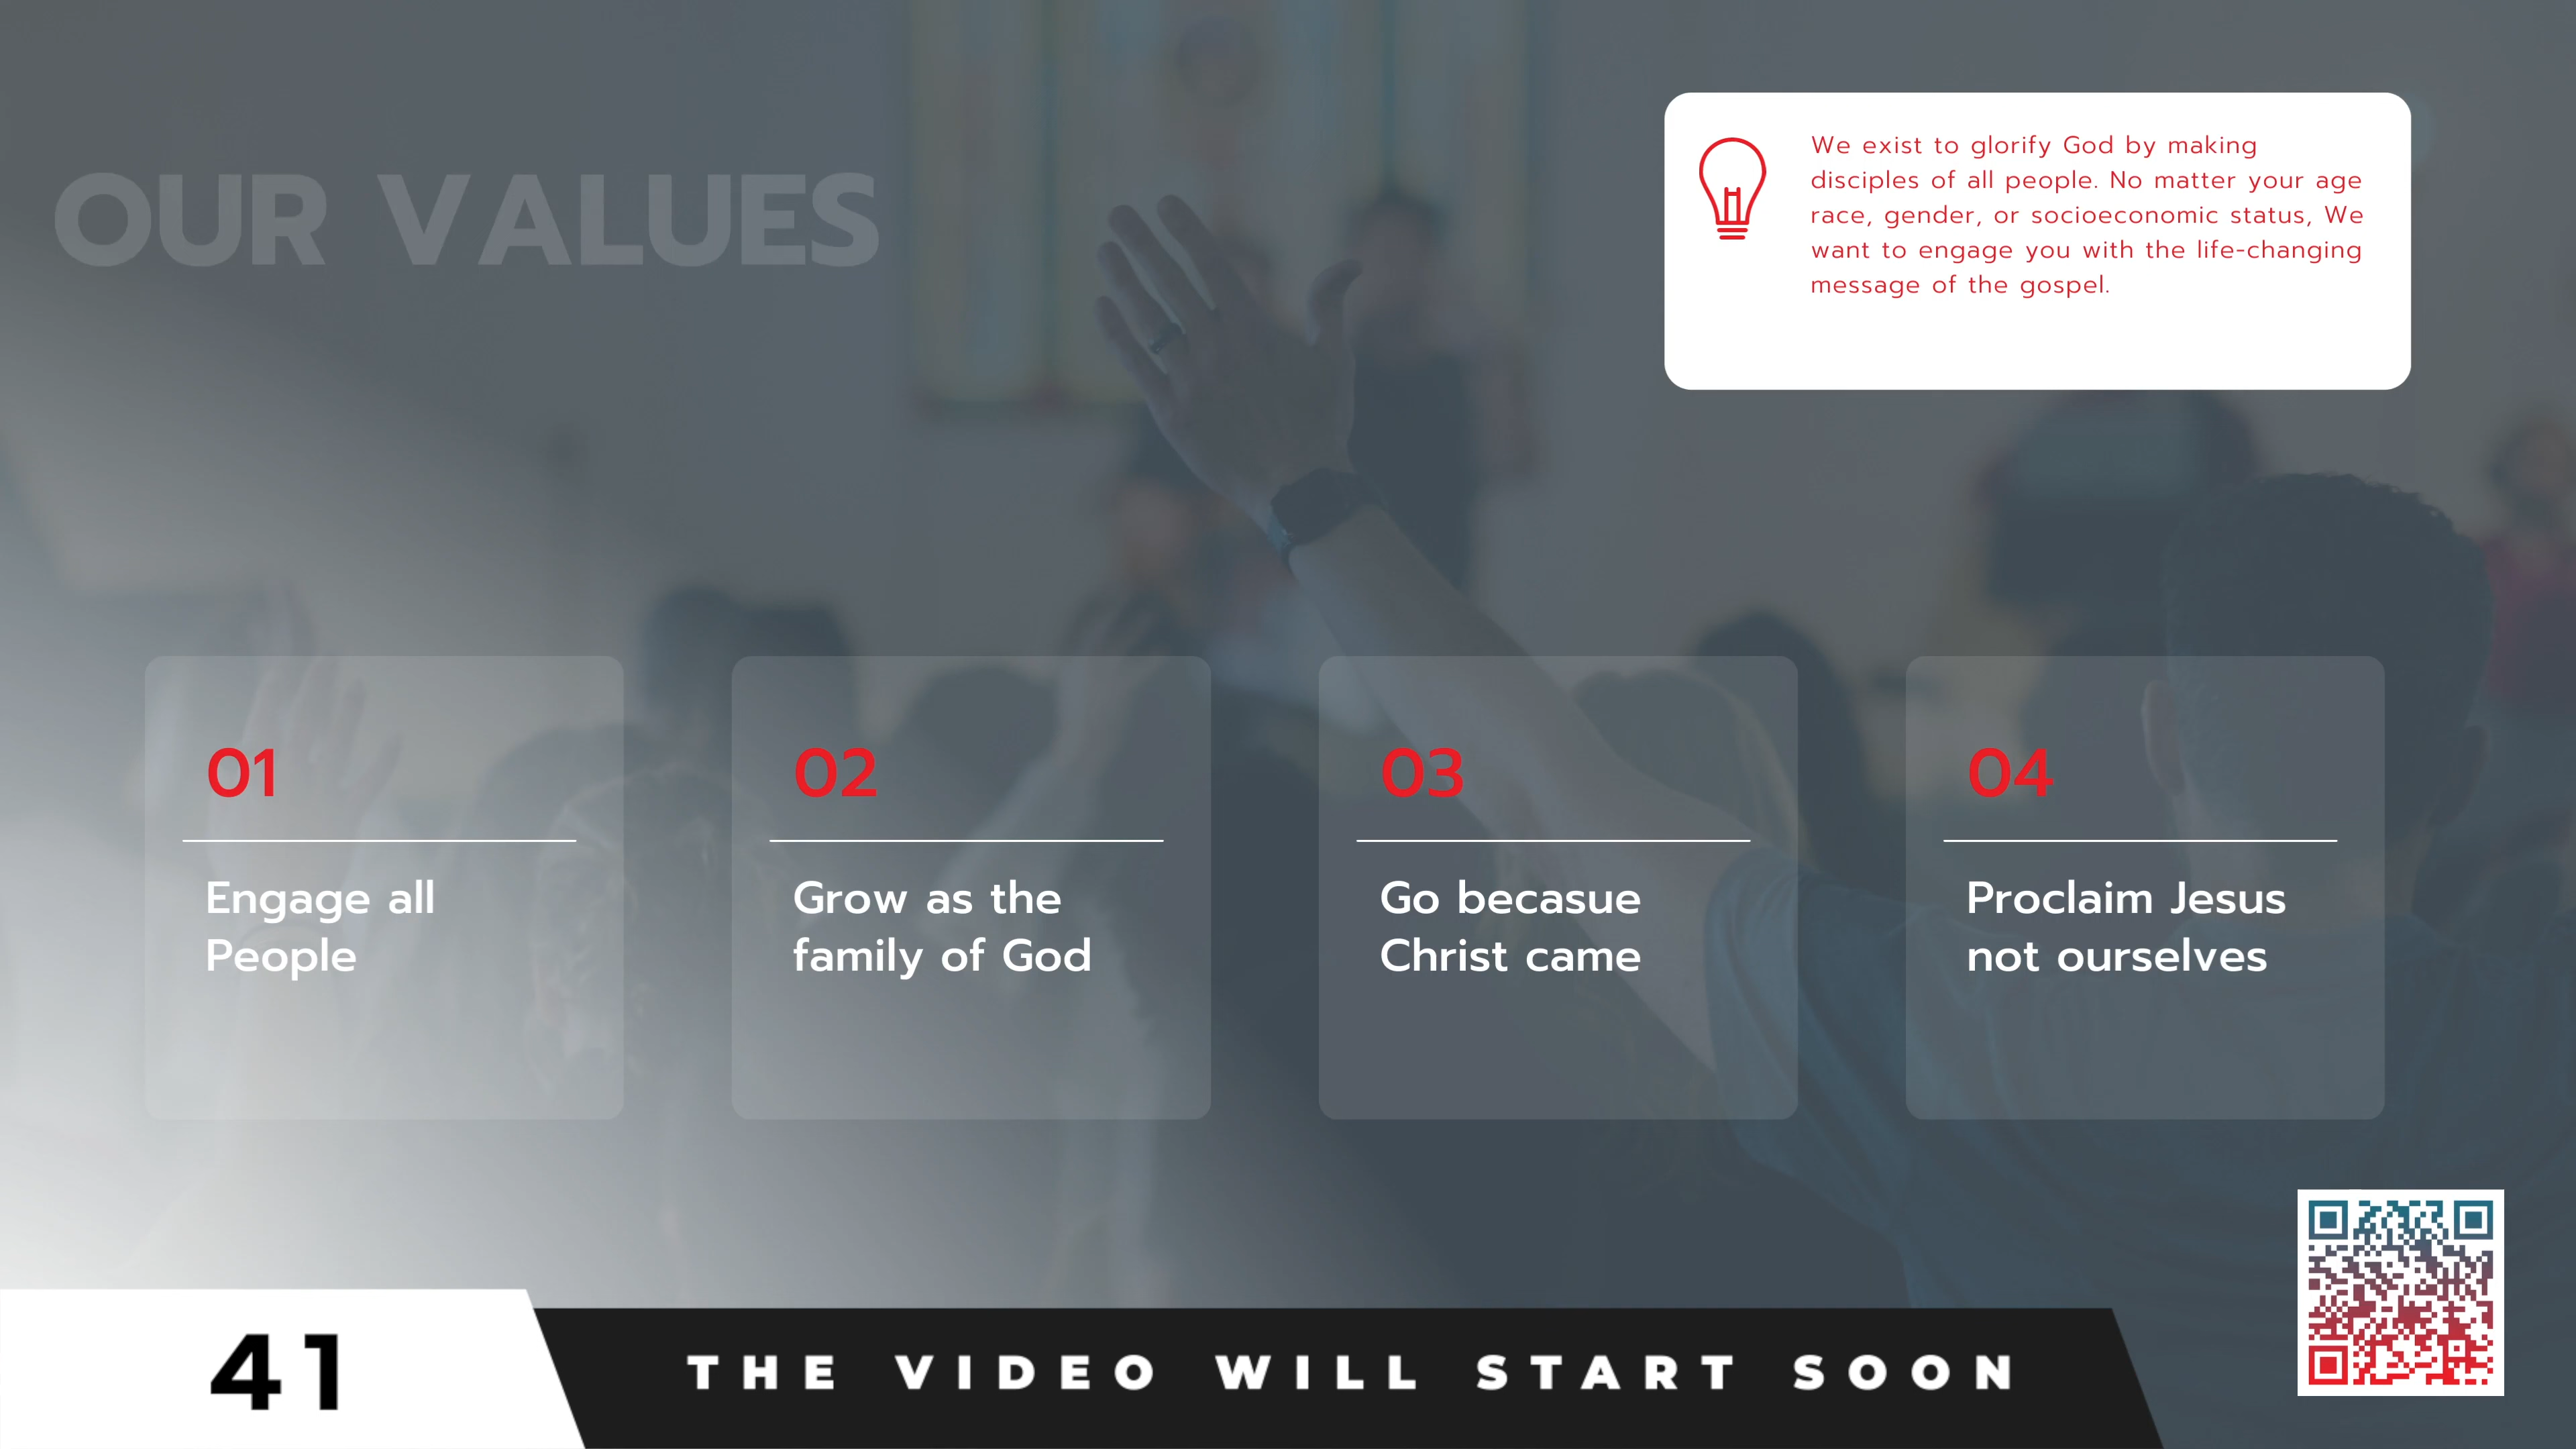 OUR VALUES
We exist to glorify God by making
disciples of all people. No matter your age
race, gender, or socioeconomic status, We
want to engage you with the life-changing
message of the gospel.
01
Engage all
People
02
Grow as the
family of God
03
Go becasue
Christ came
04
Proclaim Jesus
not ourselves
41
THE VIDEO WILL START SOON